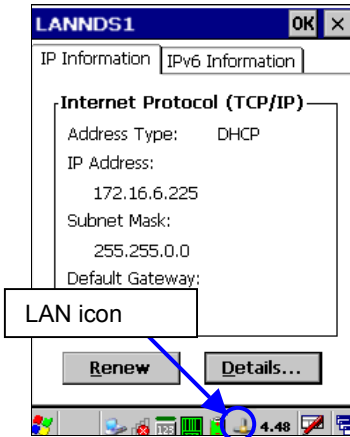 LANNDS1 OK ×
IP Information IPv6 Information
Internet Protocol (TCP/IP)
Address Type: DHCP
IP Address:
172.16.6.225
Subnet Mask:
255.255.0.0
Default Gateway:
LAN icon
Renew Details...
123 4.48